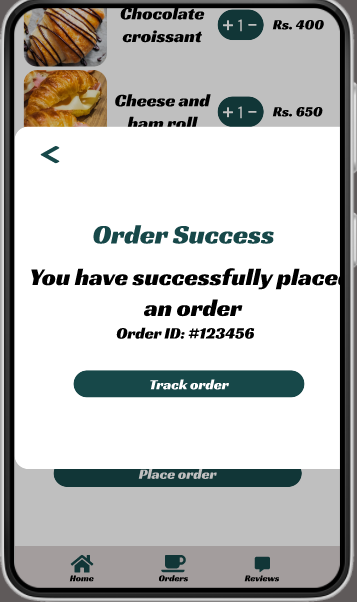 Chocolate
croissant
+ 1 −
Rs. 400
Cheese and
ham roll
+ 1 −
Rs. 650
<
Order Success
You have successfully placed
an order
Order ID: #123456
Track order
Place order
Home
Orders
Reviews